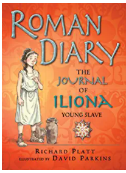 ROMAN
DIARY
THE
JOURNAL
OF
ILIONA
YOUNG SLAVE
RICHARD PLATT
ILLUSTRATED BY DAVID PARKINS